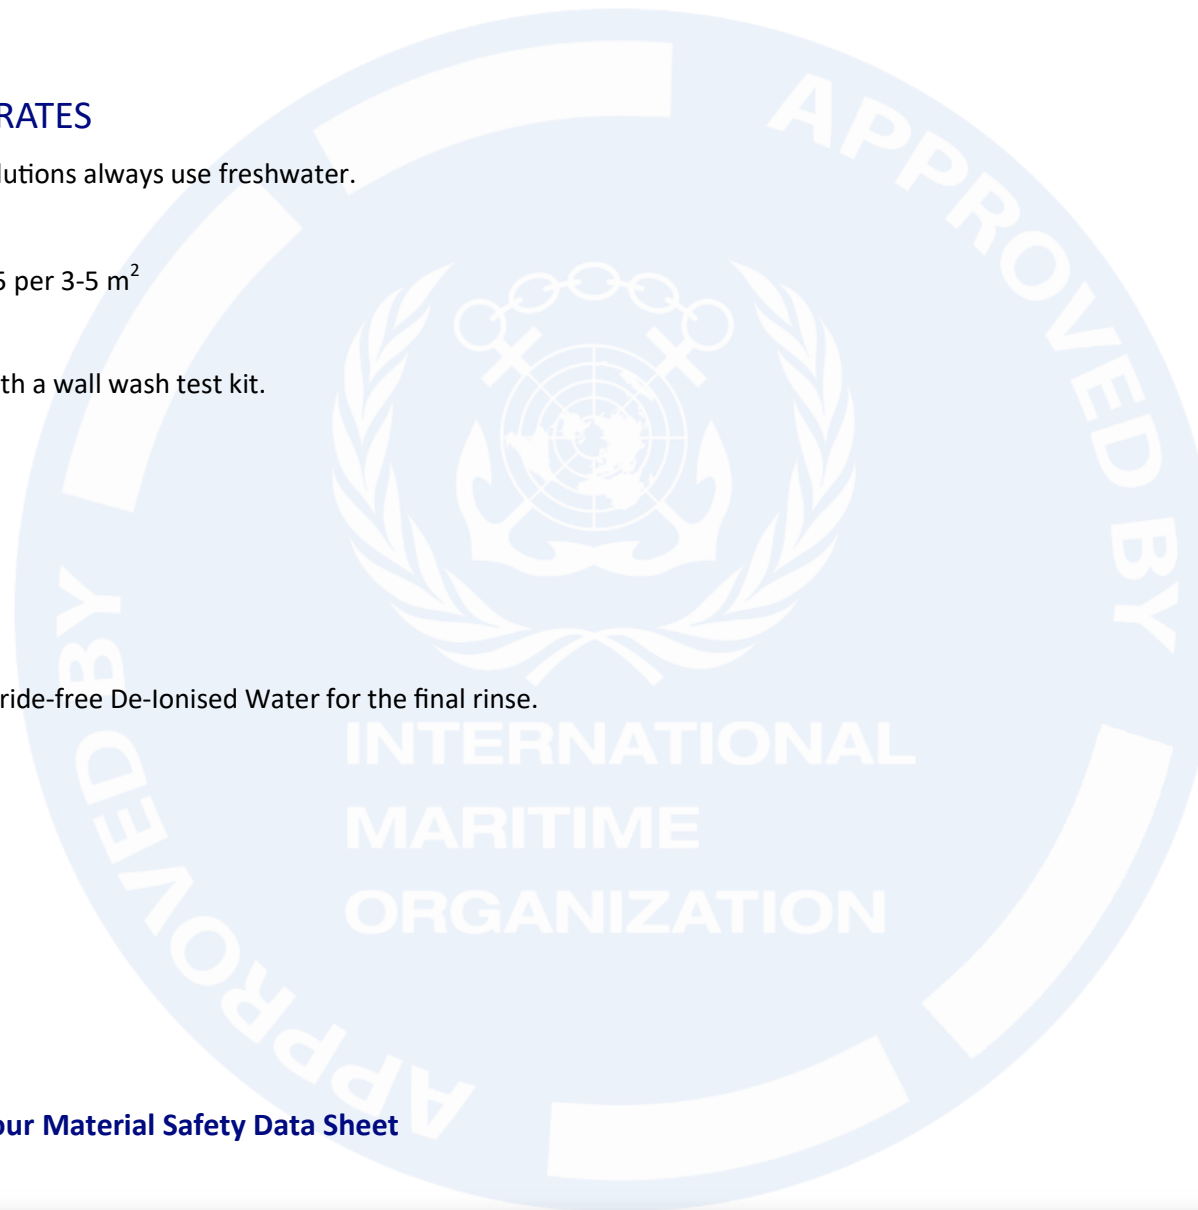 RATES
lutions always use freshwater.
5 per 3-5 m²
th a wall wash test kit.
ride-free De-Ionised Water for the final rinse.
our Material Safety Data Sheet
APPROVED BY
APPROVED BY
INTERNATIONAL
MARITIME
ORGANIZATION